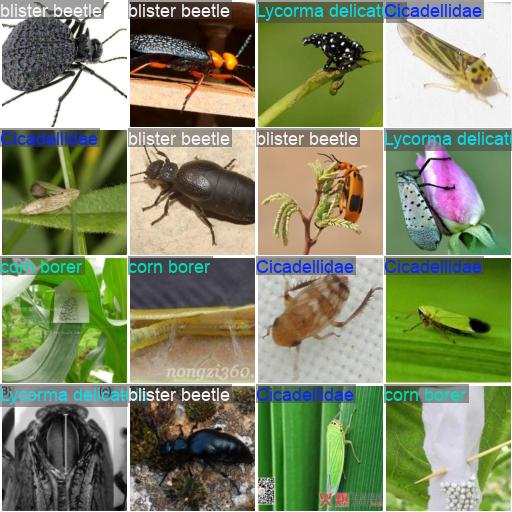 blister beetle
blister beetle
Lycorma delicat
Cicadellidae
Cicadellidae
blister beetle
blister beetle
Lycorma delicat
corn borer
corn borer
Cicadellidae
Cicadellidae
nongzi360.
Lycorma delicat
blister beetle
Cicadellidae
corn borer